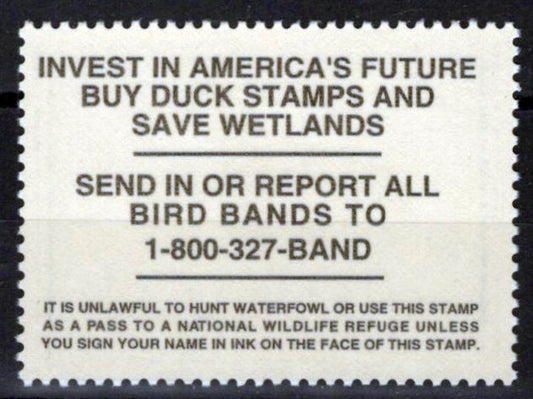 INVEST IN AMERICA'S FUTURE
BUY DUCK STAMPS AND
SAVE WETLANDS
SEND IN OR REPORT ALL
BIRD BANDS TO
1-800-327-BAND
IT IS UNLAWFUL TO HUNT WATERFOWL OR USE THIS STAMP
AS A PASS TO A NATIONAL WILDLIFE REFUGE UNLESS
YOU SIGN YOUR NAME IN INK ON THE FACE OF THIS STAMP.